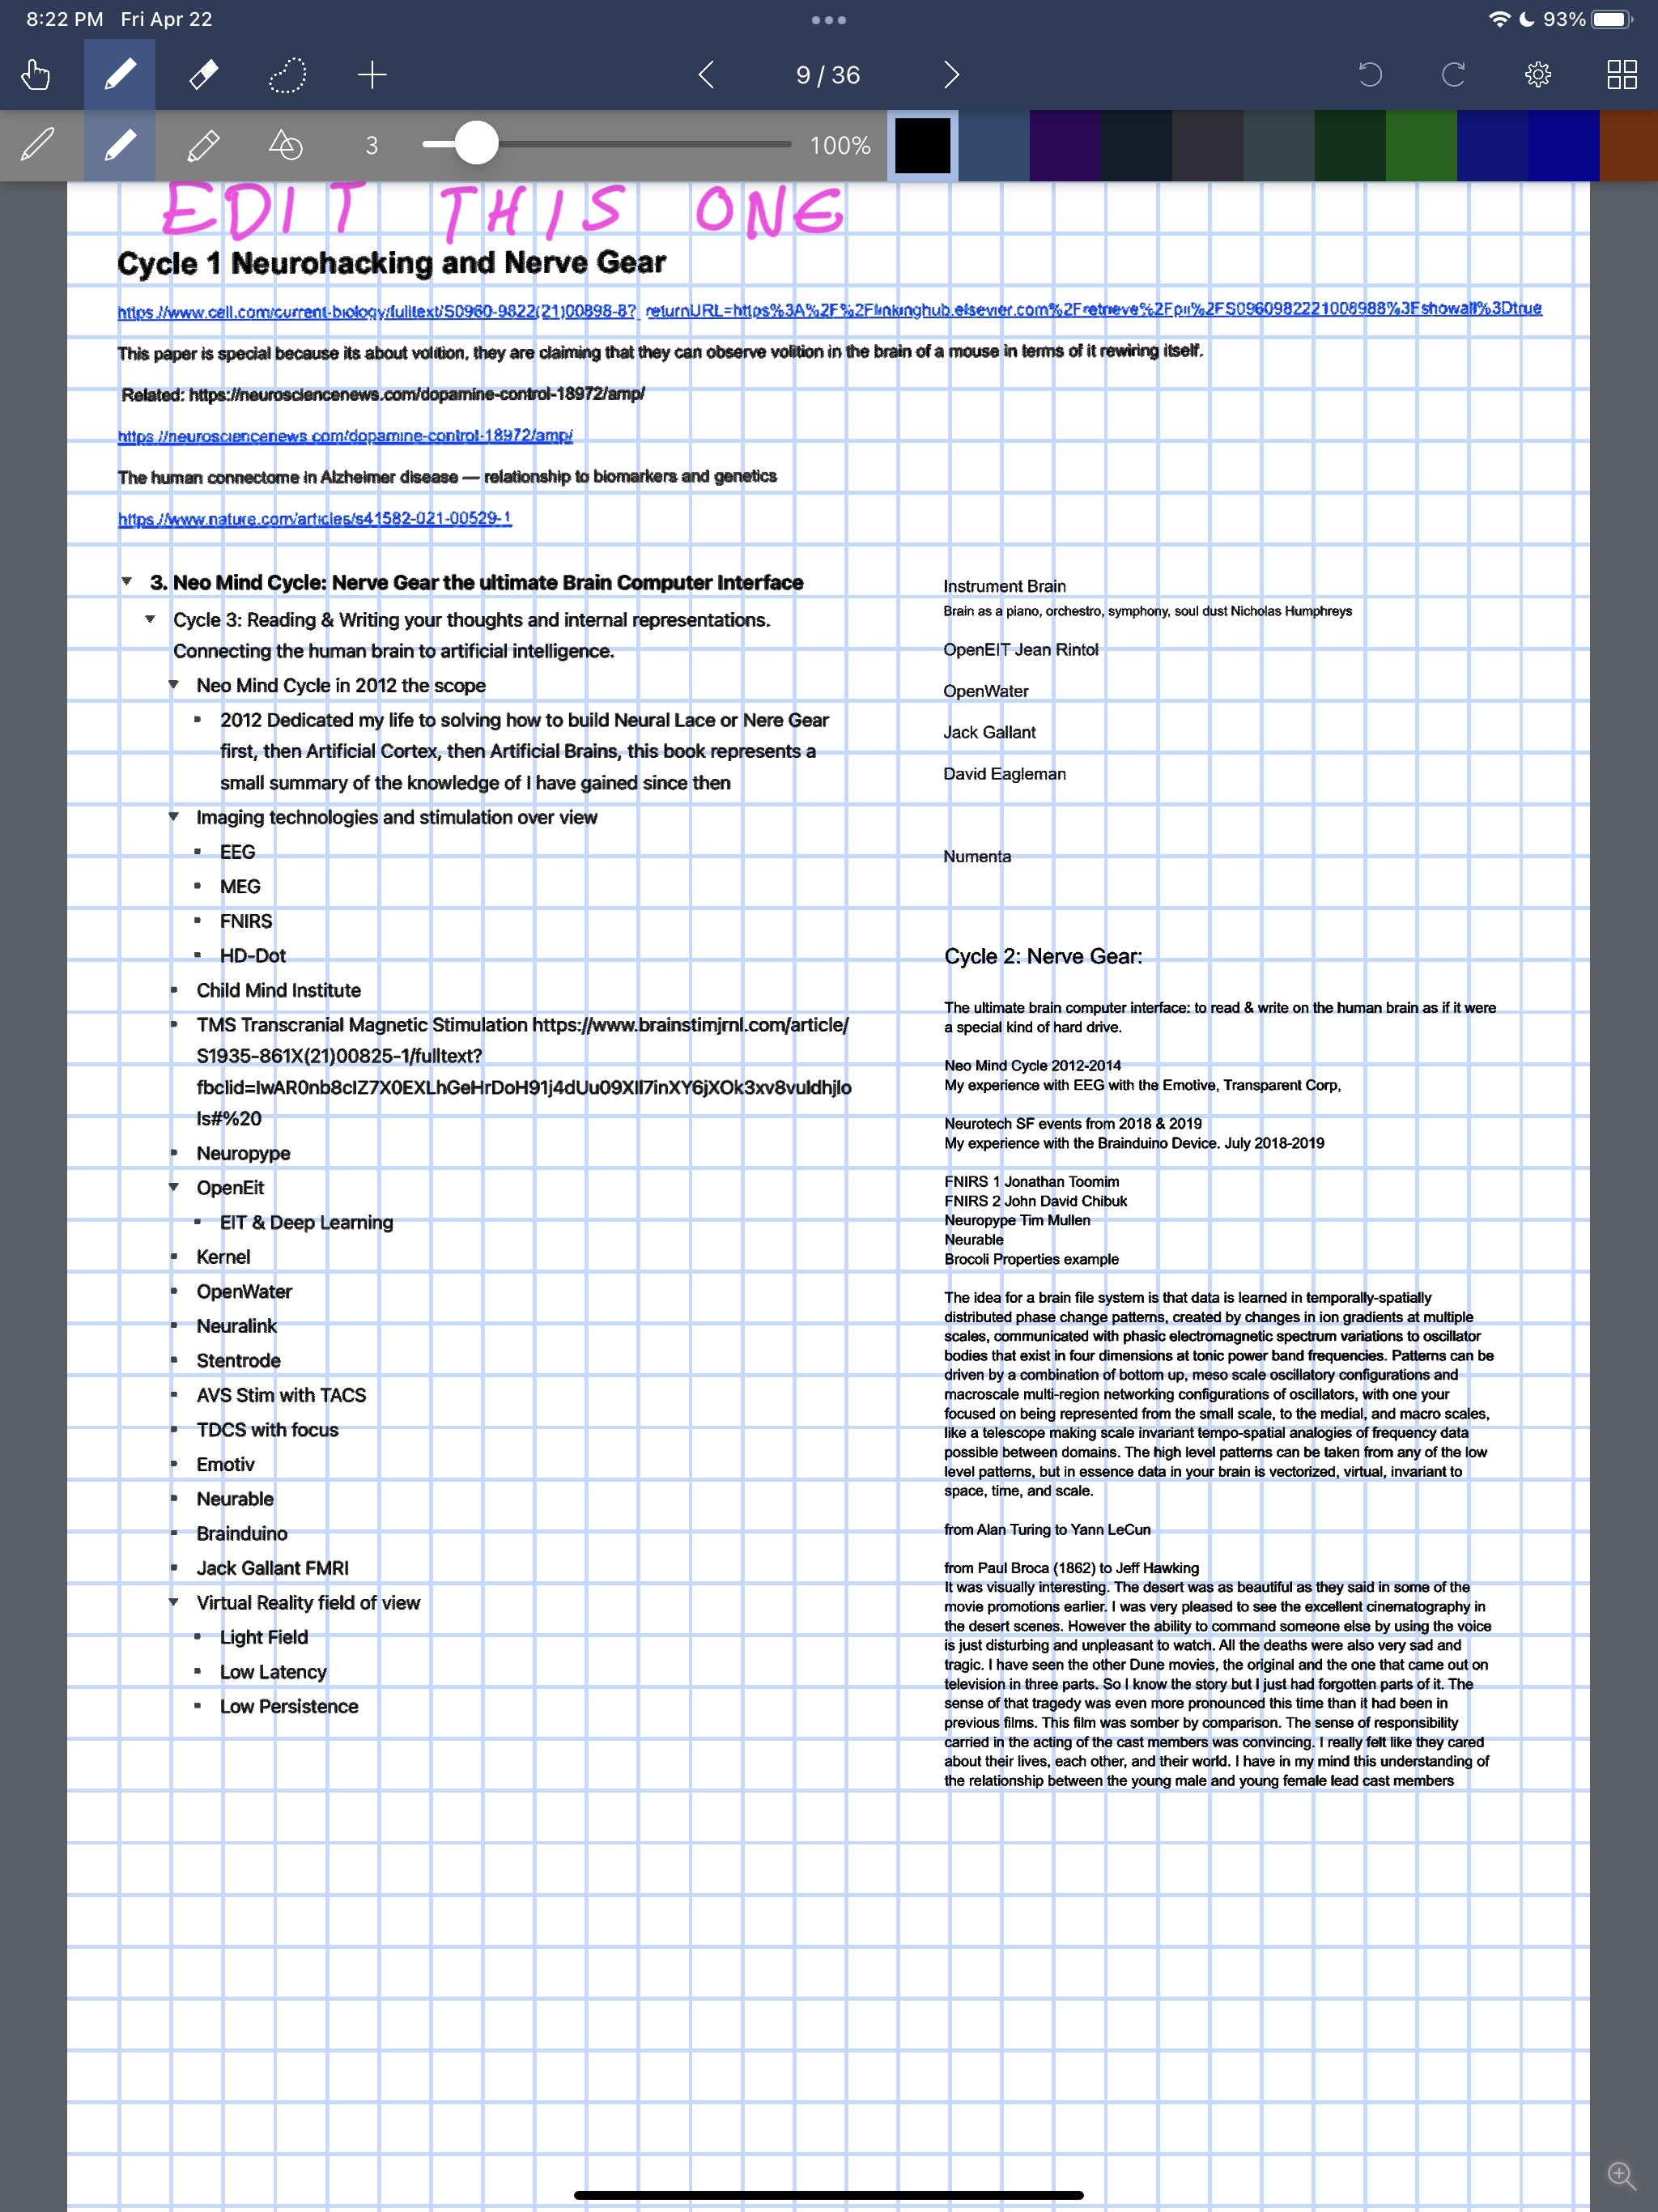 8:22 PM Fri Apr 22
93%
9 / 36
3
100%
EDIT THIS ONE
Cycle 1 Neurohacking and Nerve Gear
https://www.cell.com/current-biology/fulltext/S0960-9822(21)00898-8?_returnURL=https%3A%2F%2Flinkinghub.elsevier.com%2Fretrieve%2Fpii%2FS0960982221008988%3Fshowall%3Dtrue
This paper is special because its about volition, they are claiming that they can observe volition in the brain of a mouse in terms of it rewiring itself.
Related: https://neurosciencenews.com/dopamine-control-18972/amp/
https://neurosciencenews.com/dopamine-control-18972/amp/
The human connectome in Alzheimer disease — relationship to biomarkers and genetics
https://www.nature.com/articles/s41582-021-00529-1
3. Neo Mind Cycle: Nerve Gear the ultimate Brain Computer Interface
Cycle 3: Reading & Writing your thoughts and internal representations.
Connecting the human brain to artificial intelligence.
Neo Mind Cycle in 2012 the scope
2012 Dedicated my life to solving how to build Neural Lace or Nere Gear
first, then Artificial Cortex, then Artificial Brains, this book represents a
small summary of the knowledge of I have gained since then
Imaging technologies and stimulation over view
EEG
MEG
FNIRS
HD-Dot
Child Mind Institute
TMS Transcranial Magnetic Stimulation https://www.brainstimjrnl.com/article/
S1935-861X(21)00825-1/fulltext?
fbclid=IwAR0nb8clZ7X0EXLhGeHrDoH91j4dUu09XIl7inXY6jXOk3xv8vuldhjlo
Is#%20
Neuropype
OpenEit
EIT & Deep Learning
Kernel
OpenWater
Neuralink
Stentrode
AVS Stim with TACS
TDCS with focus
Emotiv
Neurable
Brainduino
Jack Gallant FMRI
Virtual Reality field of view
Light Field
Low Latency
Low Persistence
Instrument Brain
Brain as a piano, orchestro, symphony, soul dust Nicholas Humphreys
OpenEIT Jean Rintol
OpenWater
Jack Gallant
David Eagleman
Numenta
Cycle 2: Nerve Gear:
The ultimate brain computer interface: to read & write on the human brain as if it were
a special kind of hard drive.
Neo Mind Cycle 2012-2014
My experience with EEG with the Emotive, Transparent Corp,
Neurotech SF events from 2018 & 2019
My experience with the Brainduino Device. July 2018-2019
FNIRS 1 Jonathan Toomim
FNIRS 2 John David Chibuk
Neuropype Tim Mullen
Neurable
Brocoli Properties example
The idea for a brain file system is that data is learned in temporally-spatially
distributed phase change patterns, created by changes in ion gradients at multiple
scales, communicated with phasic electromagnetic spectrum variations to oscillator
bodies that exist in four dimensions at tonic power band frequencies. Patterns can be
driven by a combination of bottom up, meso scale oscillatory configurations and
macroscale multi-region networking configurations of oscillators, with one your
focused on being represented from the small scale, to the medial, and macro scales,
like a telescope making scale invariant tempo-spatial analogies of frequency data
possible between domains. The high level patterns can be taken from any of the low
level patterns, but in essence data in your brain is vectorized, virtual, invariant to
space, time, and scale.
from Alan Turing to Yann LeCun
from Paul Broca (1862) to Jeff Hawking
It was visually interesting. The desert was as beautiful as they said in some of the
movie promotions earlier. I was very pleased to see the excellent cinematography in
the desert scenes. However the ability to command someone else by using the voice
is just disturbing and unpleasant to watch. All the deaths were also very sad and
tragic. I have seen the other Dune movies, the original and the one that came out on
television in three parts. So I know the story but I just had forgotten parts of it. The
sense of that tragedy was even more pronounced this time than it had been in
previous films. This film was somber by comparison. The sense of responsibility
carried in the acting of the cast members was convincing. I really felt like they cared
about their lives, each other, and their world. I have in my mind this understanding of
the relationship between the young male and young female lead cast members